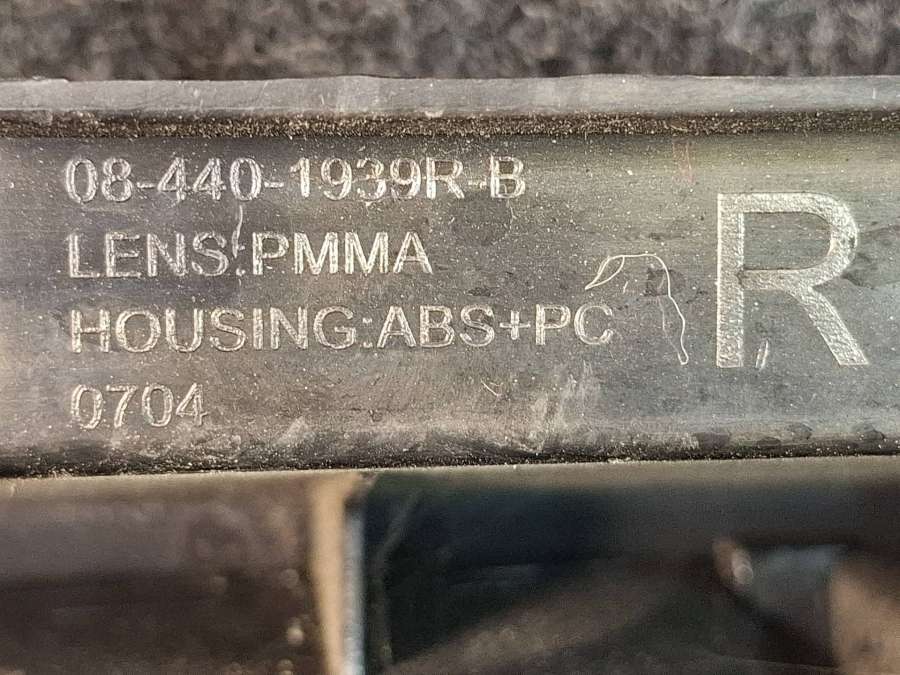 08-440-1939R-B
LENS:PMMA
HOUSING:ABS+PC
0704
R